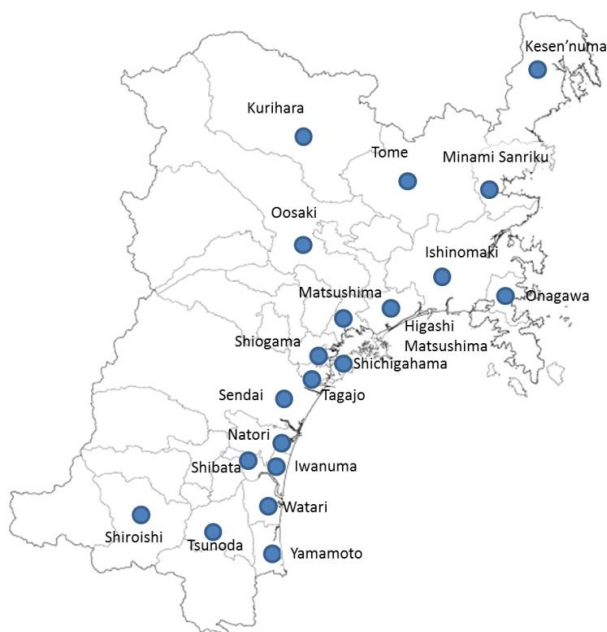 Kesen'numa
Kurihara
Tome
Minami Sanriku
Oosaki
Ishinomaki
Matsushima
Onagawa
Higashi
Matsushima
Shiogama
Shichigahama
Sendai
Tagajo
Natori
Shibata
Iwanuma
Watari
Shiroishi
Tsunoda
Yamamoto